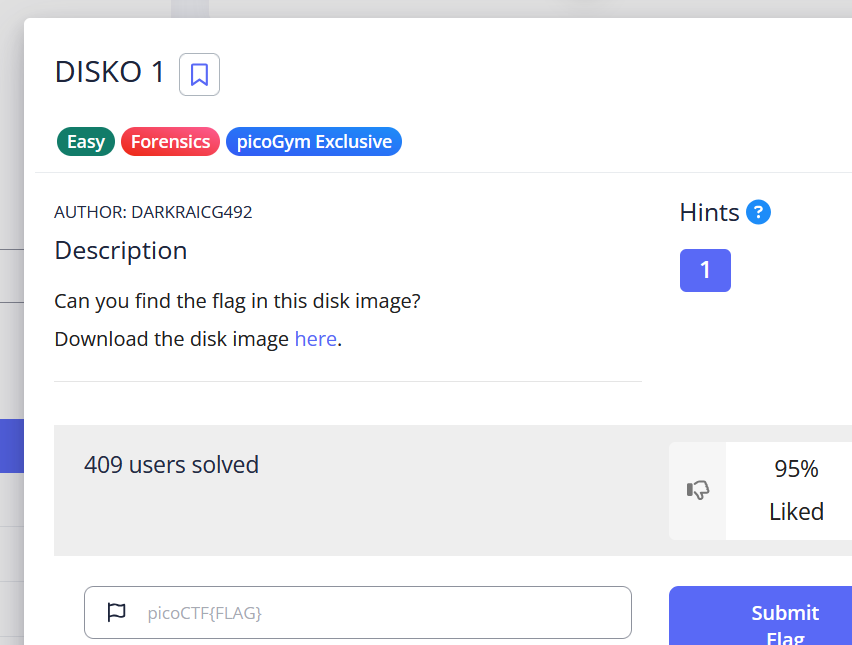 DISKO 1
Easy Forensics picoGym Exclusive
AUTHOR: DARKRAICG492
Description
Can you find the flag in this disk image?
Download the disk image here.
Hints ?
1
409 users solved
95%
Liked
picoCTF{FLAG}
Submit
Flag